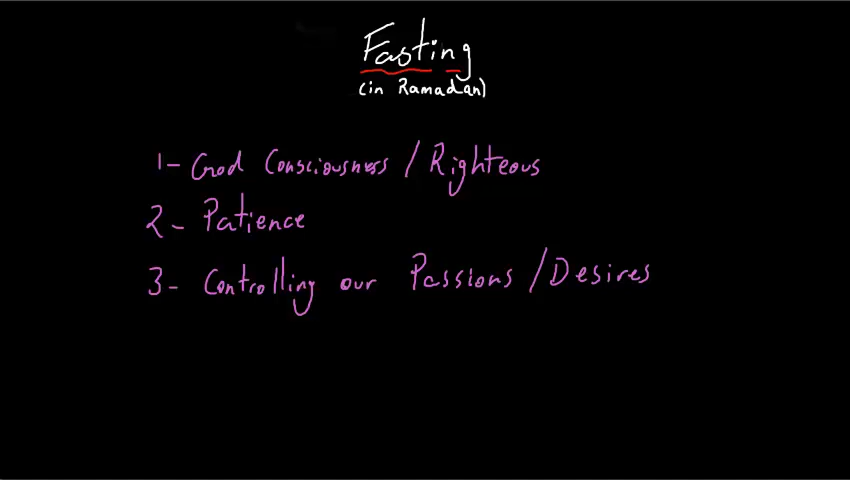 Fasting
(in Ramadan)
1- God Consciousness / Righteous
2- Patience
3- Controlling our Passions / Desires